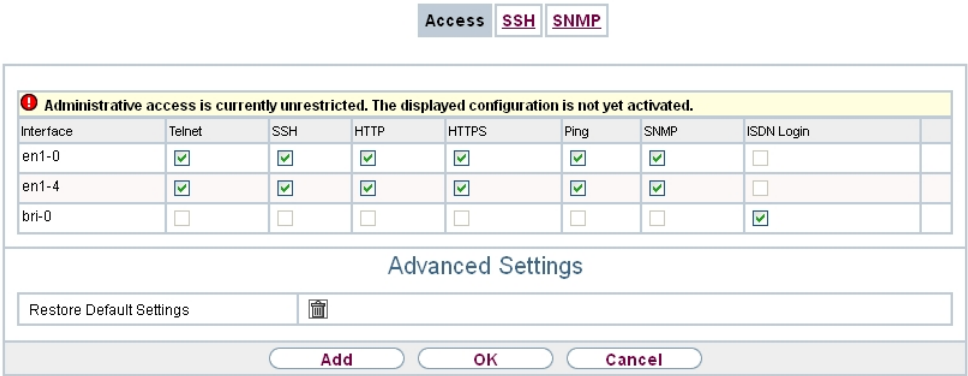 Access SSH SNMP
Administrative access is currently unrestricted. The displayed configuration is not yet activated.
Interface Telnet SSH HTTP HTTPS Ping SNMP ISDN Login
en1-0
en1-4
bri-0
Advanced Settings
Restore Default Settings
Add OK Cancel